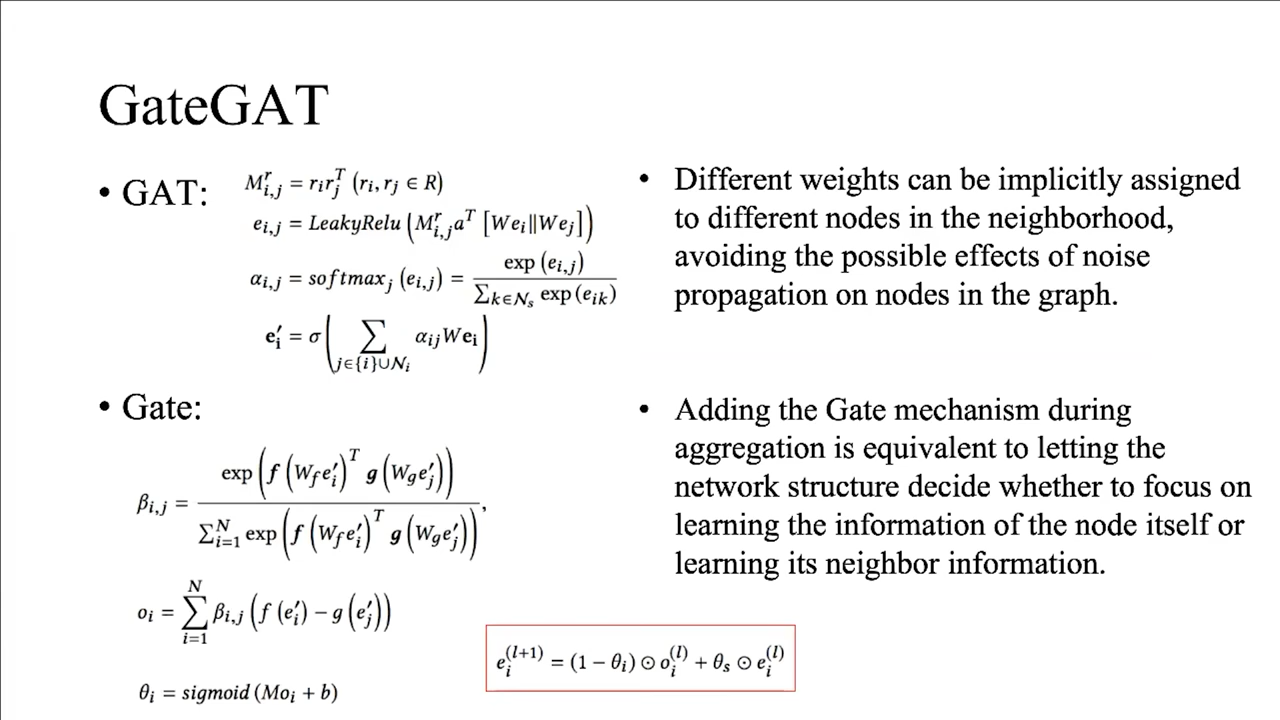 GateGAT
• GAT:
M^r_{i,j} = r_i r_j^T (r_i, r_j ∈ R)
e_{i,j} = LeakyRelu (M^r_{i,j} a^T [We_i||We_j])
α_{i,j} = softmax_j (e_{i,j}) = exp(e_{i,j}) / Σ_{k∈N_s} exp(e_{ik})
e'_i = σ(Σ_{j∈{i}∪N_i} α_{ij} W e_i)
• Different weights can be implicitly assigned
to different nodes in the neighborhood,
avoiding the possible effects of noise
propagation on nodes in the graph.
• Gate:
β_{i,j} = exp(f(W_f e'_i)^T g(W_g e'_j)) / Σ_{i=1}^N exp(f(W_f e'_i)^T g(W_g e'_j)),
o_i = Σ_{i=1}^N β_{i,j} (f(e'_i) − g(e'_j))
θ_i = sigmoid (Mo_i + b)
• Adding the Gate mechanism during
aggregation is equivalent to letting the
network structure decide whether to focus on
learning the information of the node itself or
learning its neighbor information.
e_i^{(l+1)} = (1 − θ_i) ⊙ o_i^{(l)} + θ_s ⊙ e_i^{(l)}